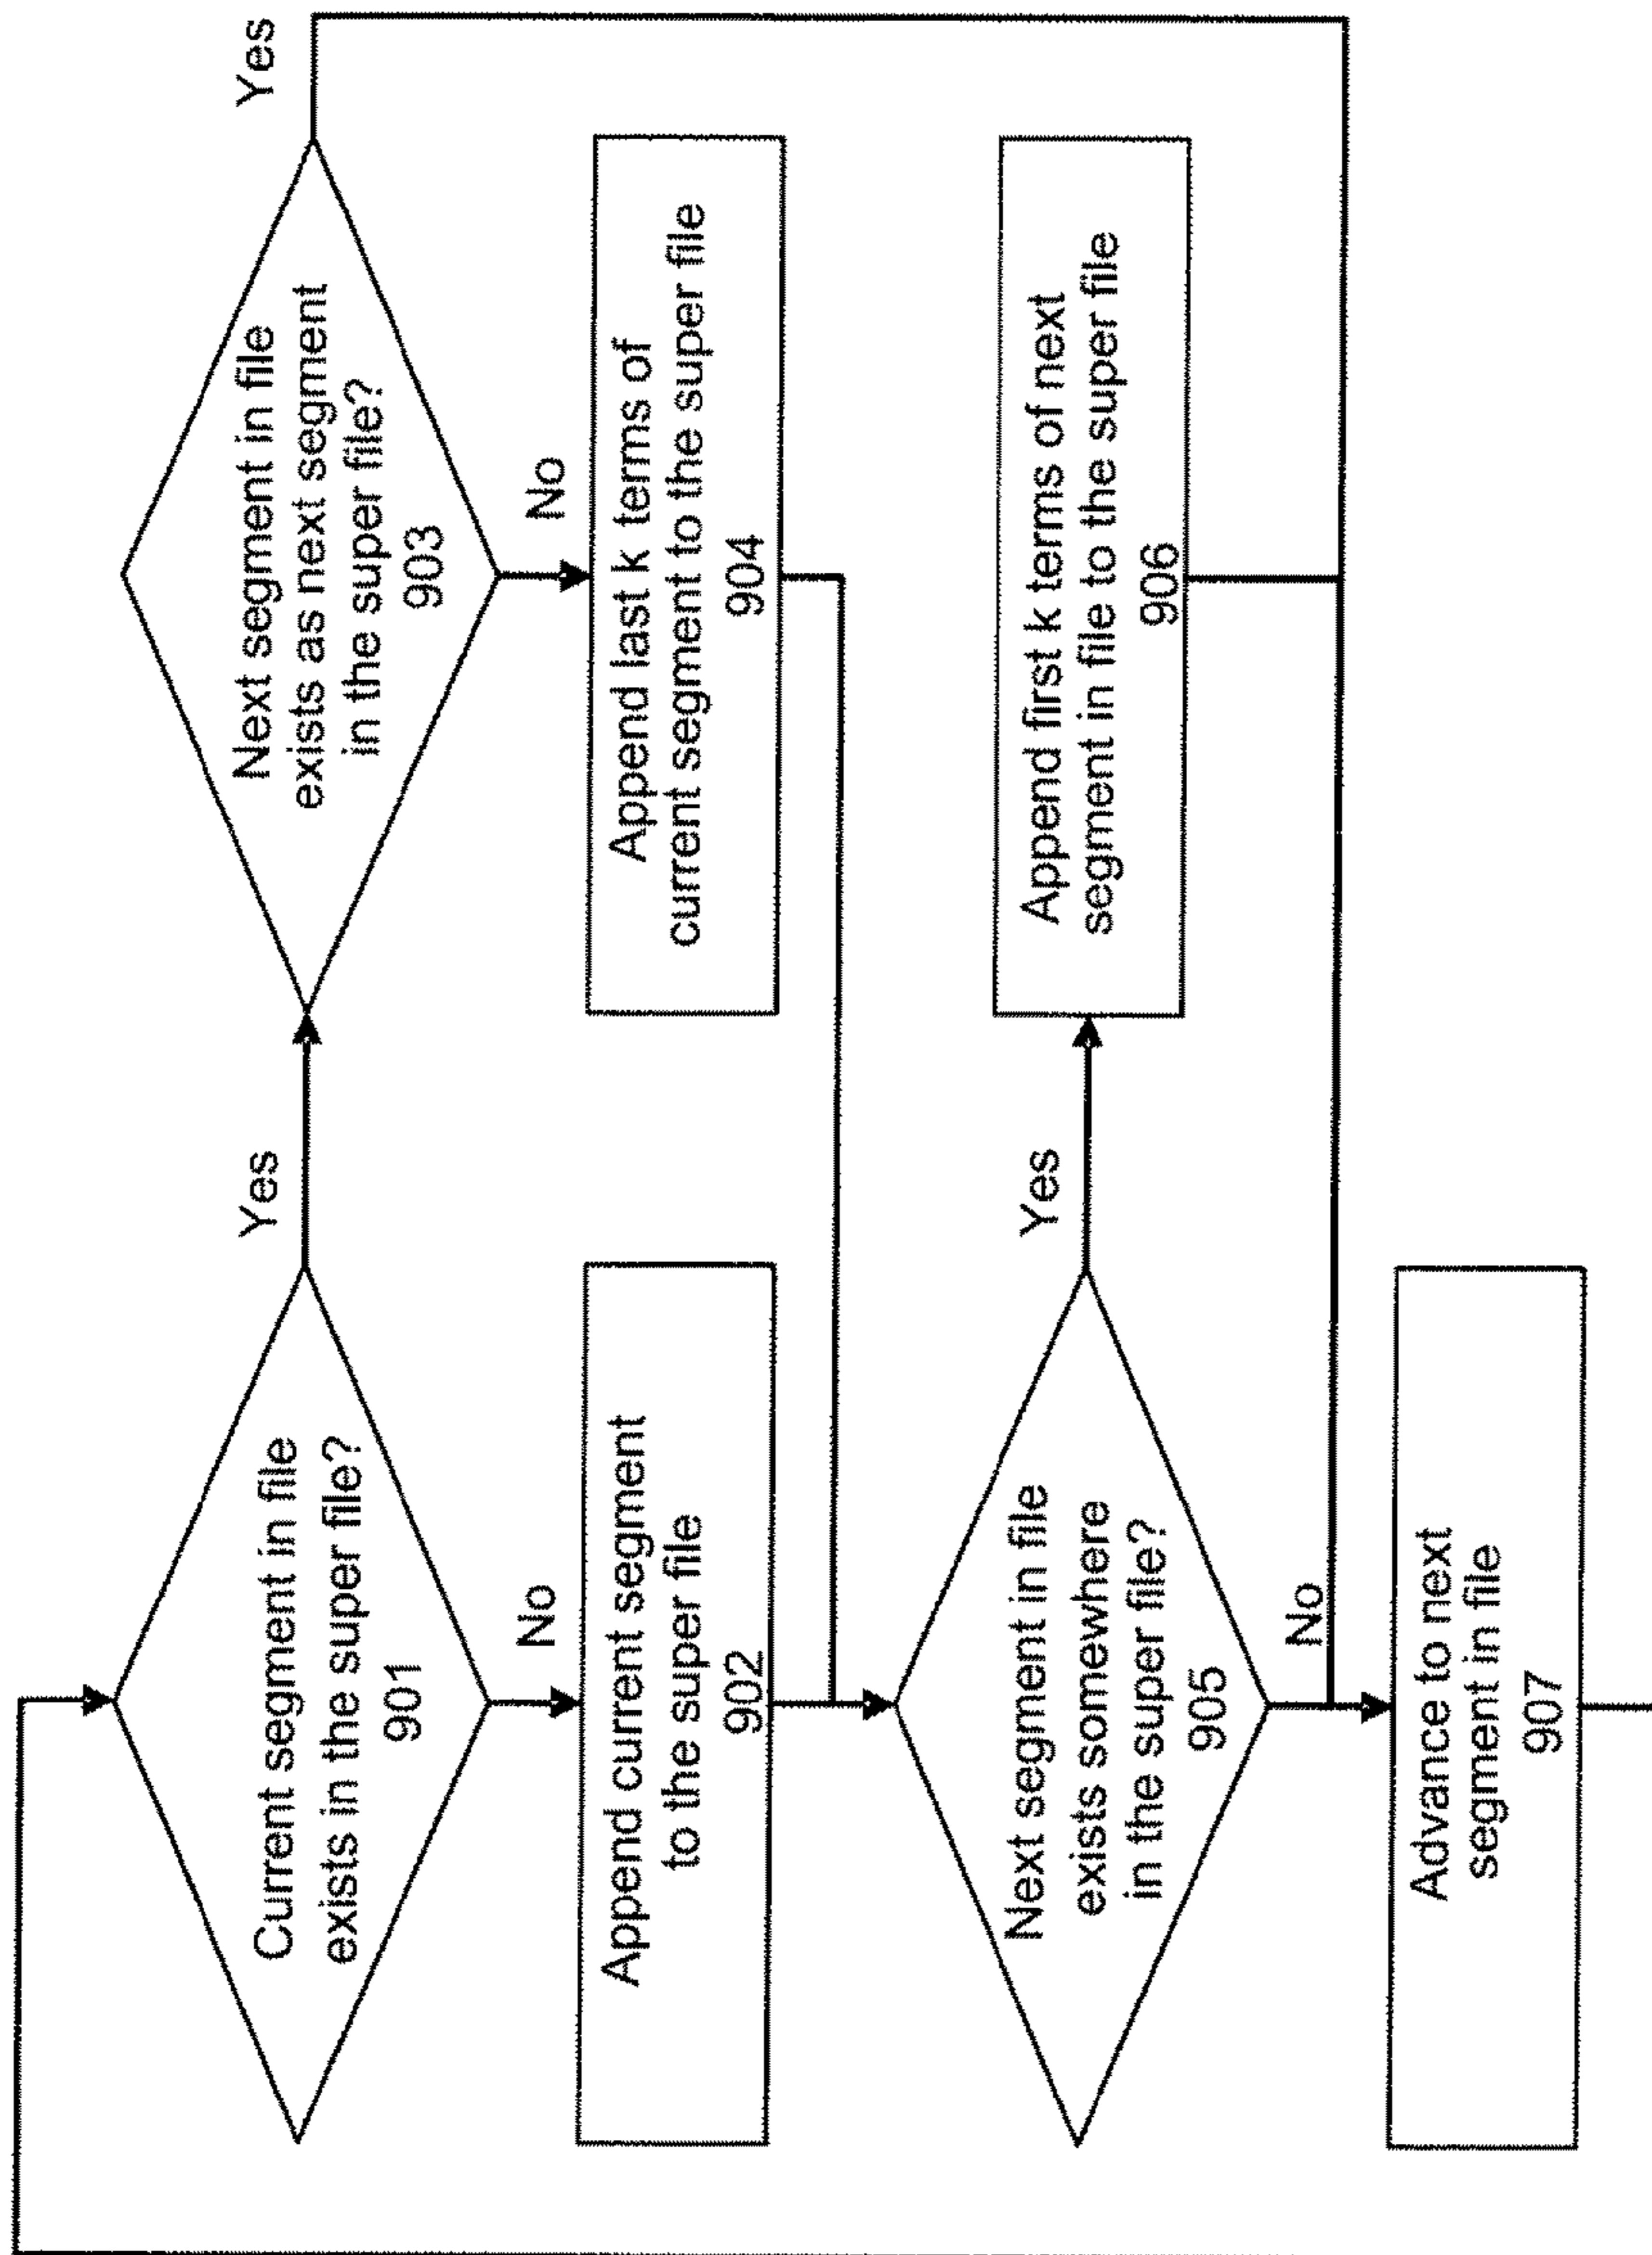 Current segment in file
exists in the super file?
901
Yes
Next segment in file
exists as next segment
in the super file?
903
Yes
No
Append current segment
to the super file
902
No
Append last k terms of
current segment to the super file
904
Next segment in file
exists somewhere
in the super file?
905
Yes
Append first k terms of next
segment in file to the super file
906
No
Advance to next
segment in file
907